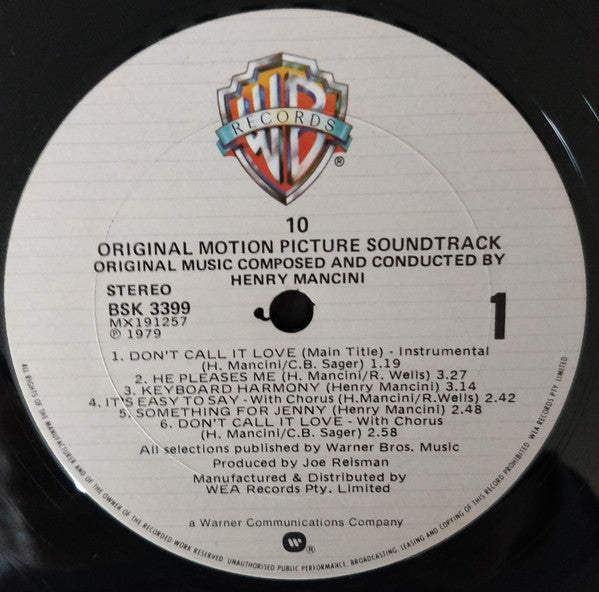 WB
RECORDS
®
10
ORIGINAL MOTION PICTURE SOUNDTRACK
ORIGINAL MUSIC COMPOSED AND CONDUCTED BY
HENRY MANCINI
STEREO
BSK 3399
MX191257
℗ 1979
1
1. DON'T CALL IT LOVE (Main Title) - Instrumental
(H. Mancini/C.B. Sager) 1.19
2. HE PLEASES ME (H. Mancini/R. Wells) 3.27
3. KEYBOARD HARMONY (Henry Mancini) 3.14
4. IT'S EASY TO SAY - With Chorus (H.Mancini/R.Wells) 2.42
5. SOMETHING FOR JENNY (Henry Mancini) 2.48
6. DON'T CALL IT LOVE - With Chorus
(H. Mancini/C.B. Sager) 2.58
All selections published by Warner Bros. Music
Produced by Joe Reisman
Manufactured & Distributed by
WEA Records Pty. Limited
a Warner Communications Company
®
ALL RIGHTS OF THE MANUFACTURER AND OF THE OWNER OF THE RECORDED WORK RESERVED. UNAUTHORISED PUBLIC PERFORMANCE, BROADCASTING, LEASING AND COPYING OF THIS RECORD PROHIBITED. WEA RECORDS PTY. LIMITED